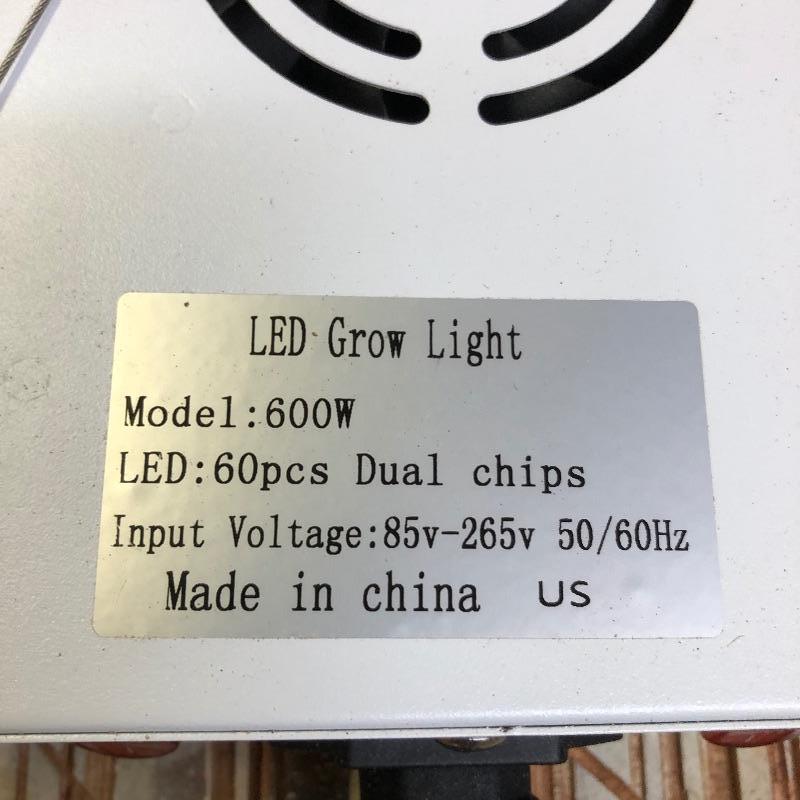 LED Grow Light
Model:600W
LED:60pcs Dual chips
Input Voltage:85v-265v 50/60Hz
Made in china US